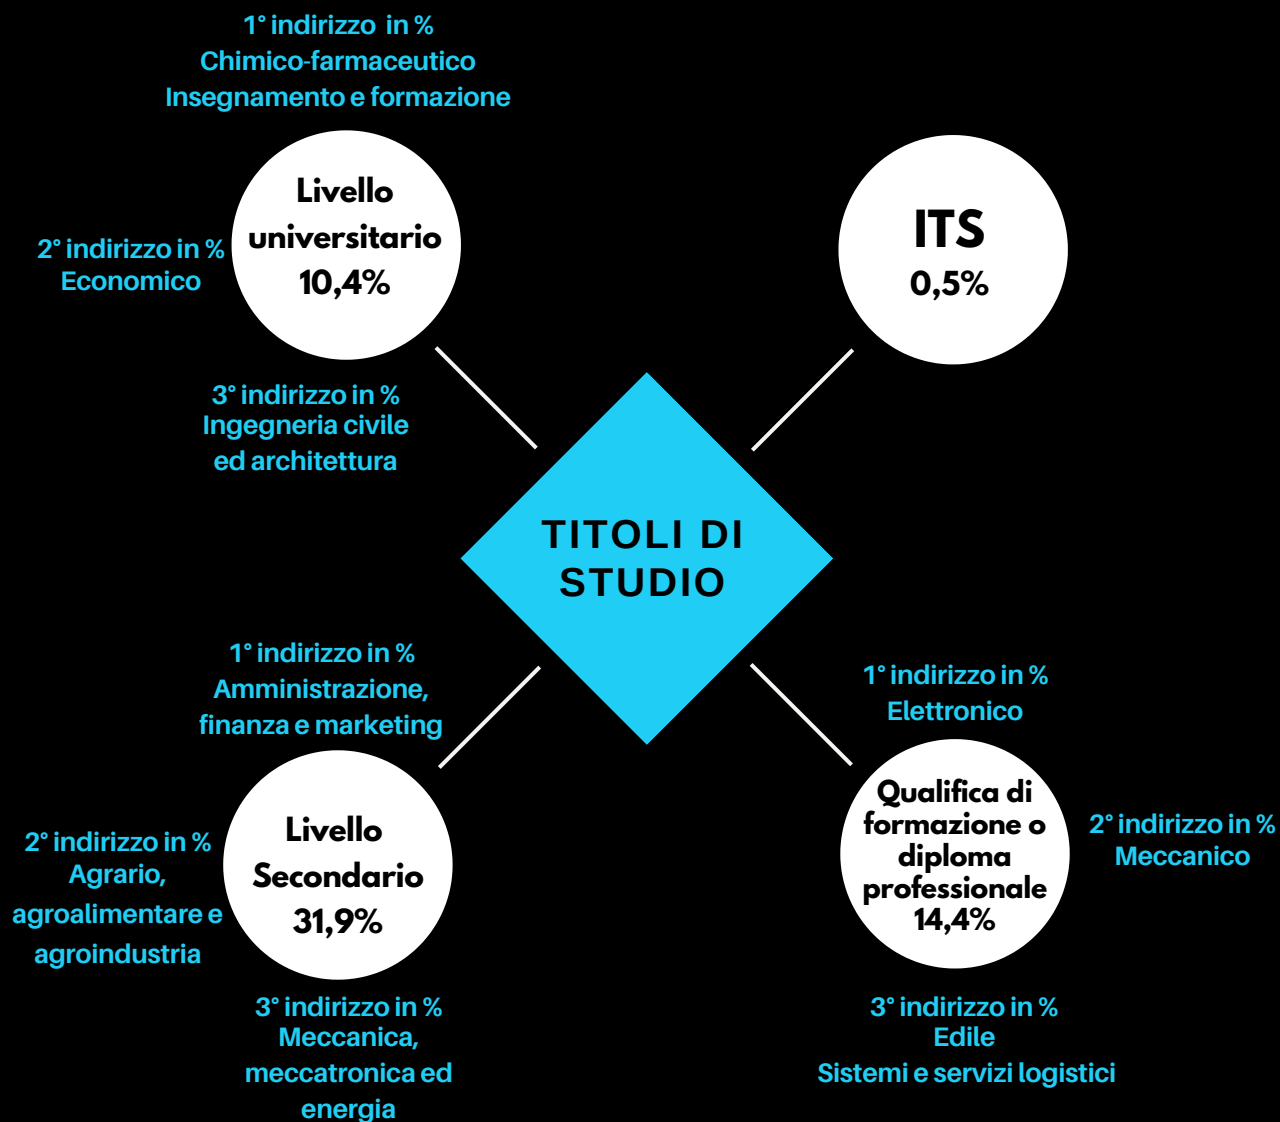 1° indirizzo in %
Chimico-farmaceutico
Insegnamento e formazione
Livello
universitario
10,4%
2° indirizzo in %
Economico
3° indirizzo in %
Ingegneria civile
ed architettura
ITS
0,5%
TITOLI DI
STUDIO
1° indirizzo in %
Amministrazione,
finanza e marketing
Livello
Secondario
31,9%
2° indirizzo in %
Agrario,
agroalimentare e
agroindustria
3° indirizzo in %
Meccanica,
meccatronica ed
energia
1° indirizzo in %
Elettronico
Qualifica di
formazione o
diploma
professionale
14,4%
2° indirizzo in %
Meccanico
3° indirizzo in %
Edile
Sistemi e servizi logistici